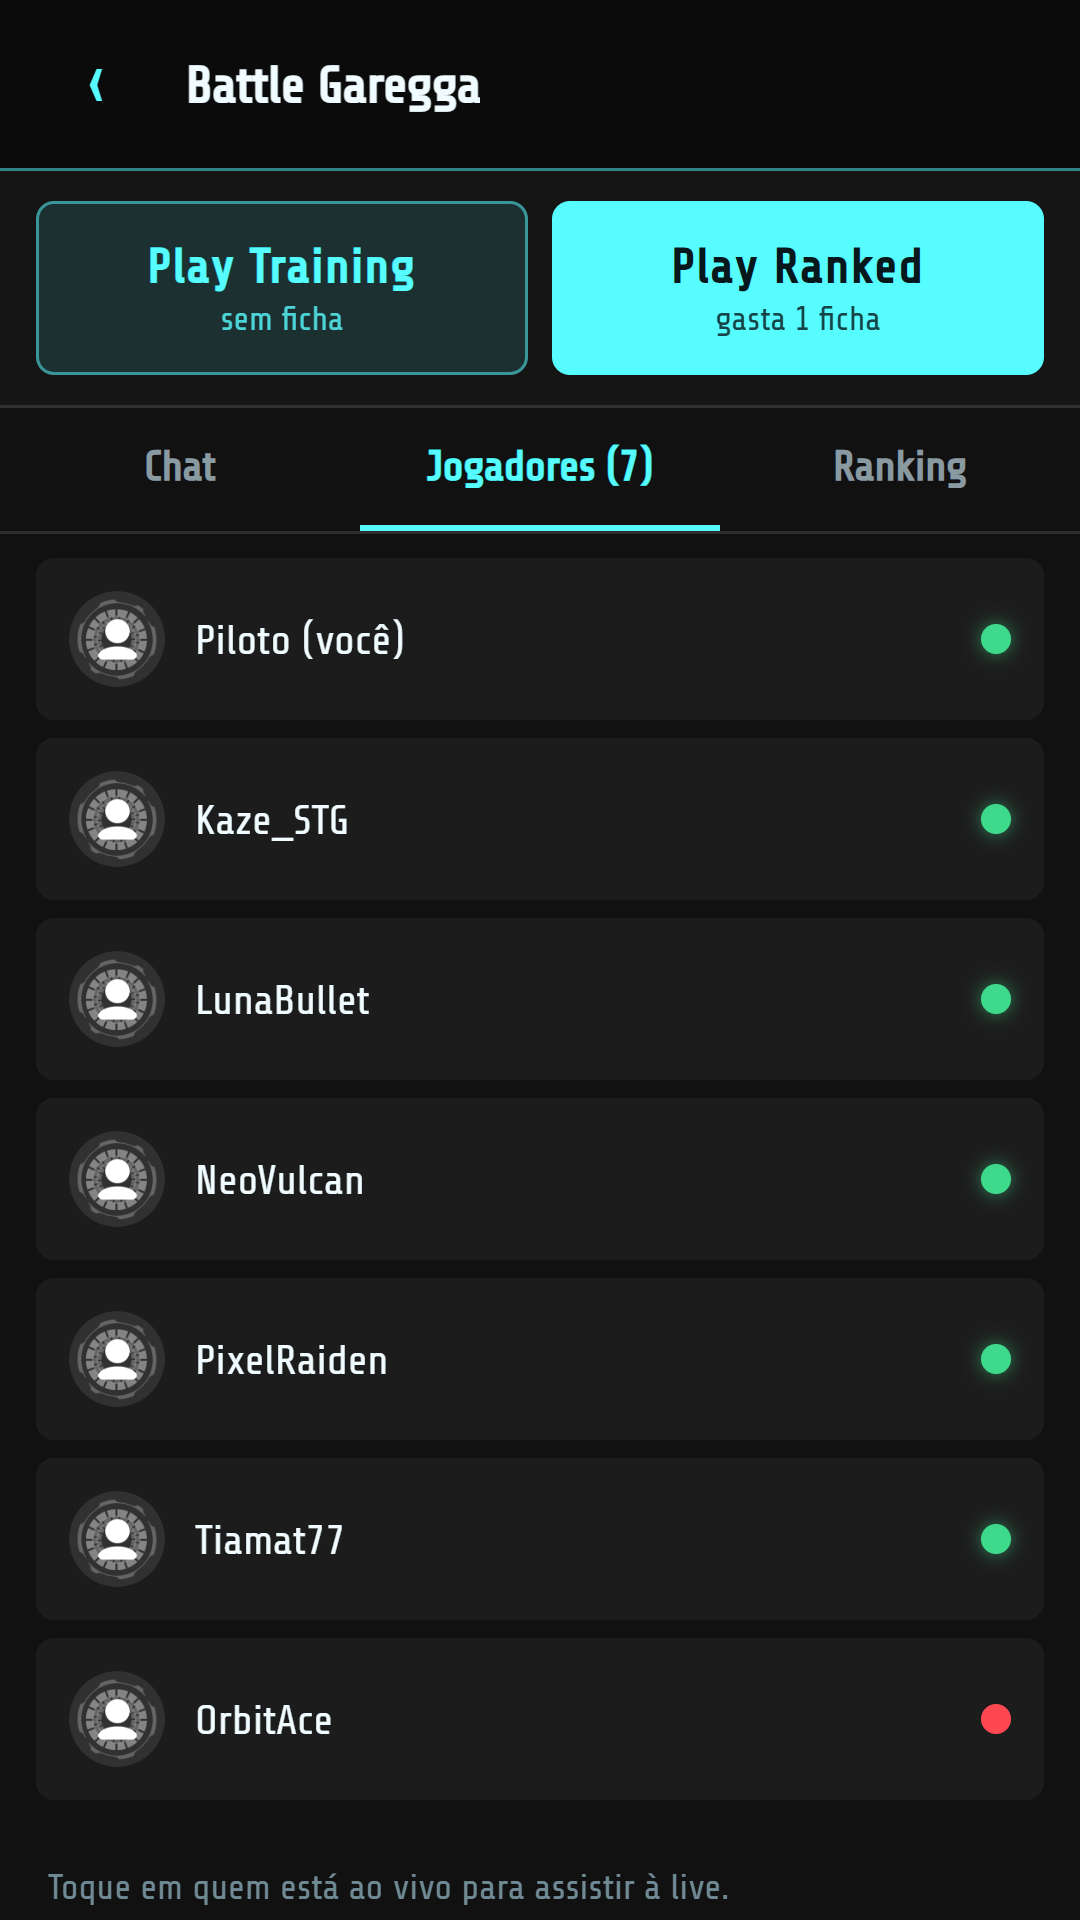 Battle Garegga
Play Training
sem ficha
Play Ranked
gasta 1 ficha
Chat
Jogadores (7)
Ranking
Piloto (você)
Kaze_STG
LunaBullet
NeoVulcan
PixelRaiden
Tiamat77
OrbitAce
Toque em quem está ao vivo para assistir à live.